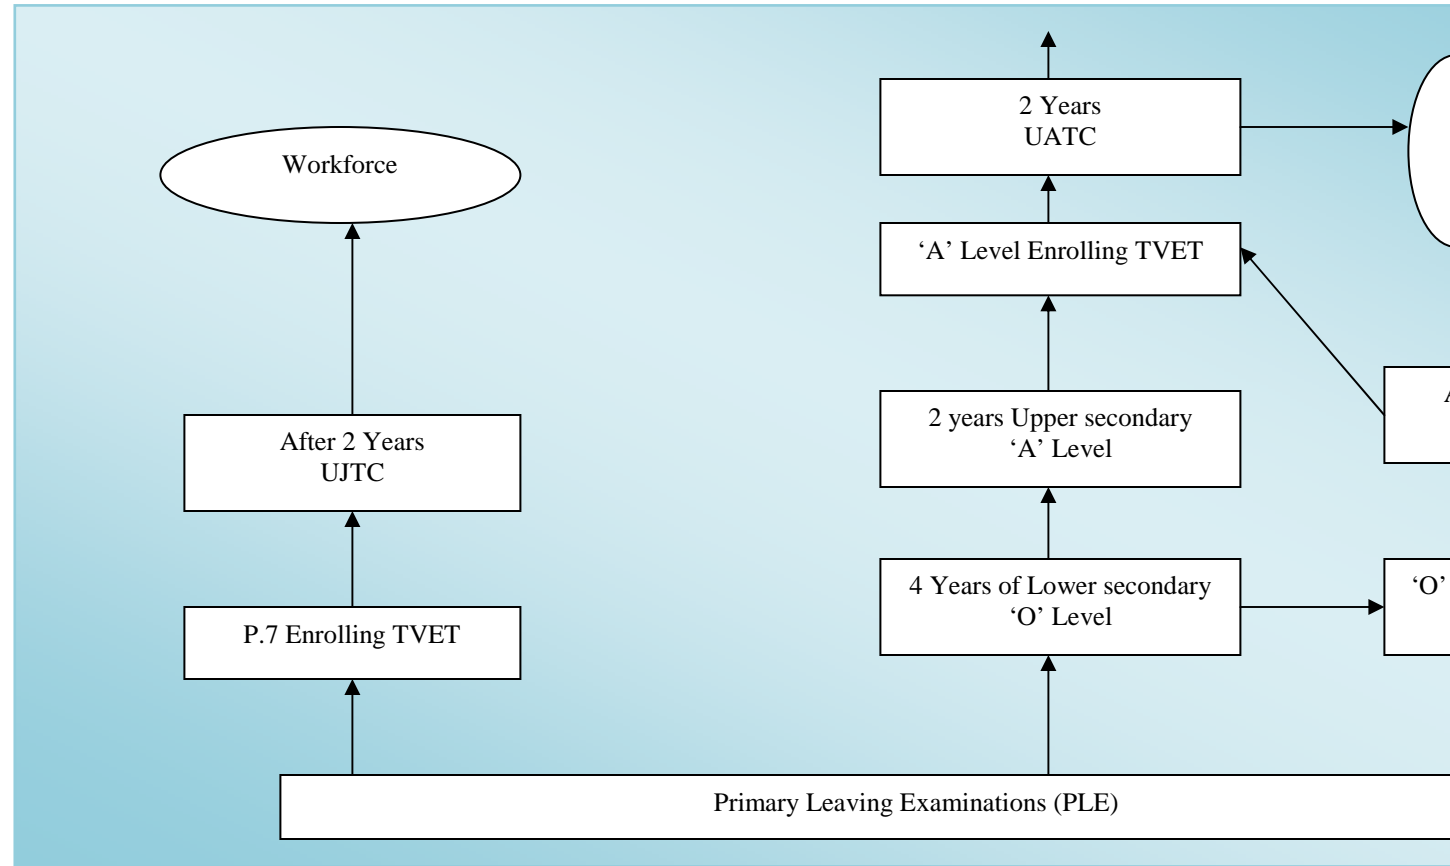 2 Years
UATC
Workforce
‘A’ Level Enrolling TVET
2 years Upper secondary
‘A’ Level
After 2 Years
UJTC
4 Years of Lower secondary
‘O’ Level
‘O’
P.7 Enrolling TVET
Primary Leaving Examinations (PLE)